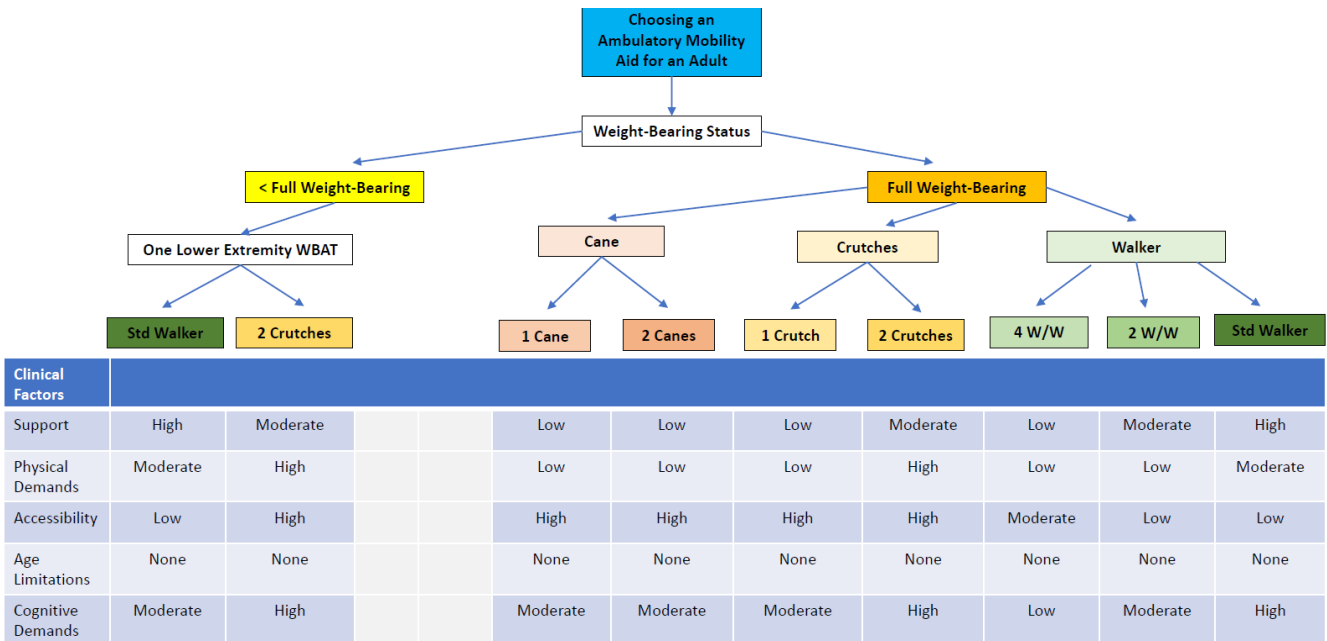 Choosing an
Ambulatory Mobility
Aid for an Adult
Weight-Bearing Status
< Full Weight-Bearing
Full Weight-Bearing
One Lower Extremity WBAT
Cane
Crutches
Walker
Std Walker
2 Crutches
1 Cane
2 Canes
1 Crutch
2 Crutches
4 W/W
2 W/W
Std Walker
Clinical
Factors
Support High Moderate Low Low Low Moderate Low Moderate High
Physical
Demands Moderate High Low Low Low High Low Low Moderate
Accessibility Low High High High High High Moderate Low Low
Age
Limitations None None None None None None None None None
Cognitive
Demands Moderate High Moderate Moderate Moderate High Low Moderate High